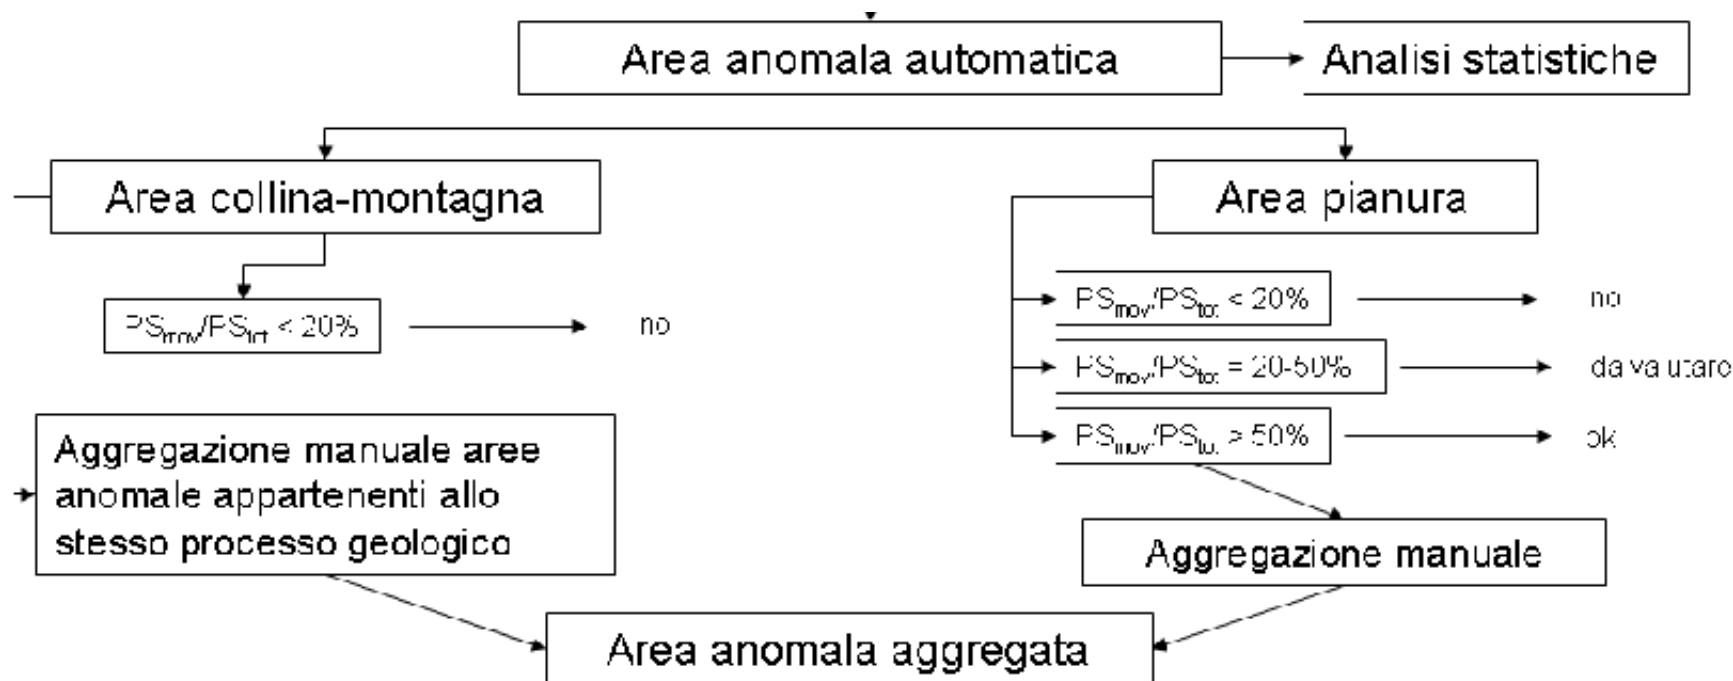 Area anomala automatica
Analisi statistiche
Area collina-montagna
Area pianura
PSmov/PStot < 20%
no
PSmov/PStot < 20%
no
PSmov/PStot = 20-50%
da valutare
PSmov/PStot > 50%
ok
Aggregazione manuale aree
anomale appartenenti allo
stesso processo geologico
Aggregazione manuale
Area anomala aggregata